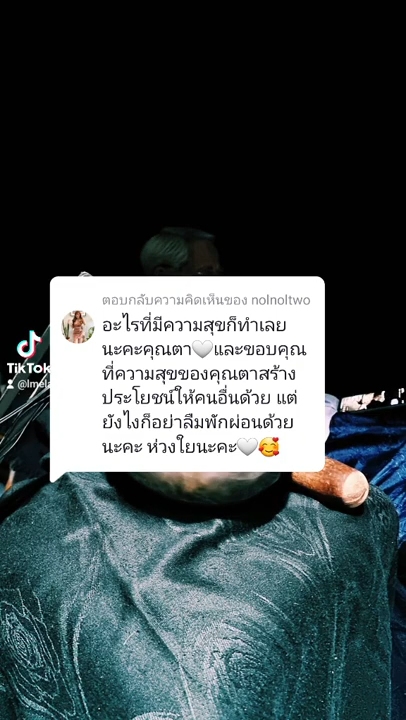 ตอบกลับความคิดเห็นของ nolnoltwo
อะไรที่มีความสุขก็ทำเลย
นะคะคุณตา🤍และขอบคุณ
ที่ความสุขของคุณตาสร้าง
ประโยชน์ให้คนอื่นด้วย แต่
ยังไงก็อย่าลืมพักผ่อนด้วย
นะคะ ห่วงใยนะคะ🤍🥰
TikTok